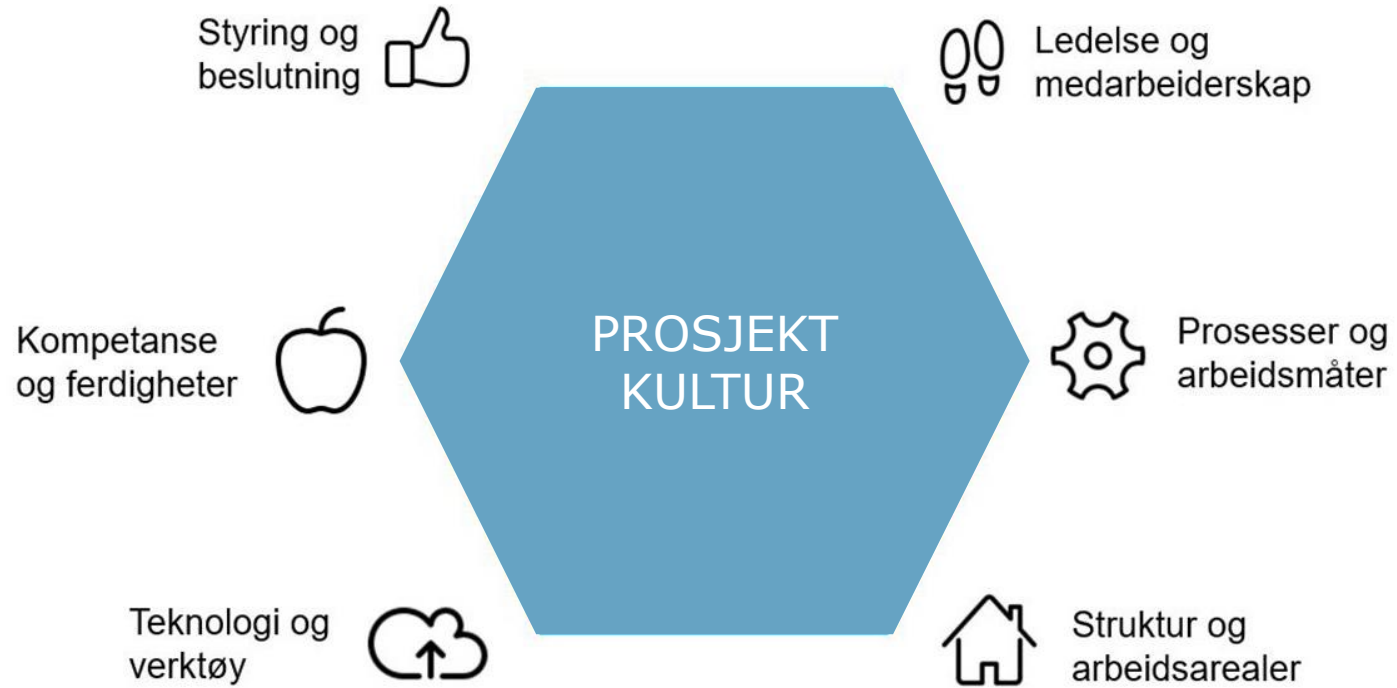 Styring og
beslutning
Ledelse og
medarbeiderskap
Kompetanse
og ferdigheter
PROSJEKT
KULTUR
Prosesser og
arbeidsmåter
Teknologi og
verktøy
Struktur og
arbeidsarealer